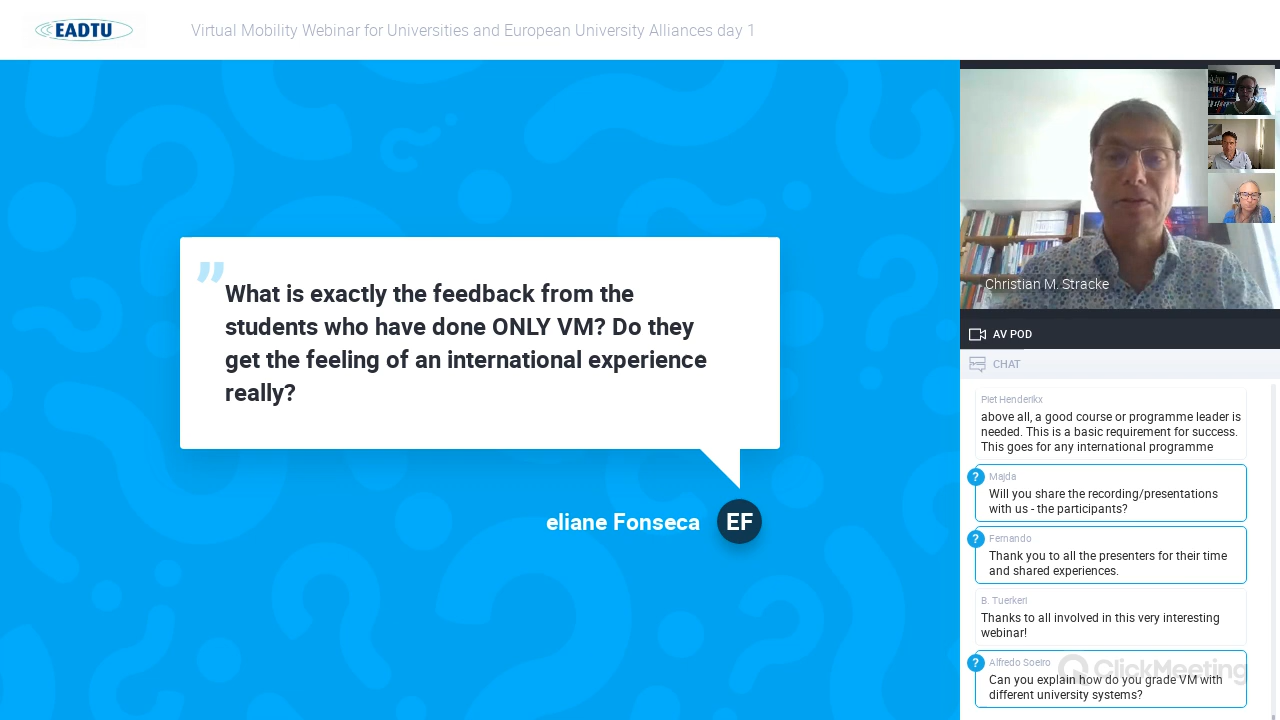 EADTU
Virtual Mobility Webinar for Universities and European University Alliances day 1
What is exactly the feedback from the
students who have done ONLY VM? Do they
get the feeling of an international experience
really?
eliane Fonseca
EF
Christian M. Stracke
AV POD
CHAT
Piet Henderikx
above all, a good course or programme leader is
needed. This is a basic requirement for success.
This goes for any international programme
?
Majda
Will you share the recording/presentations
with us - the participants?
?
Fernando
Thank you to all the presenters for their time
and shared experiences.
B. Tuerkeri
Thanks to all involved in this very interesting
webinar!
?
Alfredo Soeiro
ClickMeeting
Can you explain how do you grade VM with
different university systems?